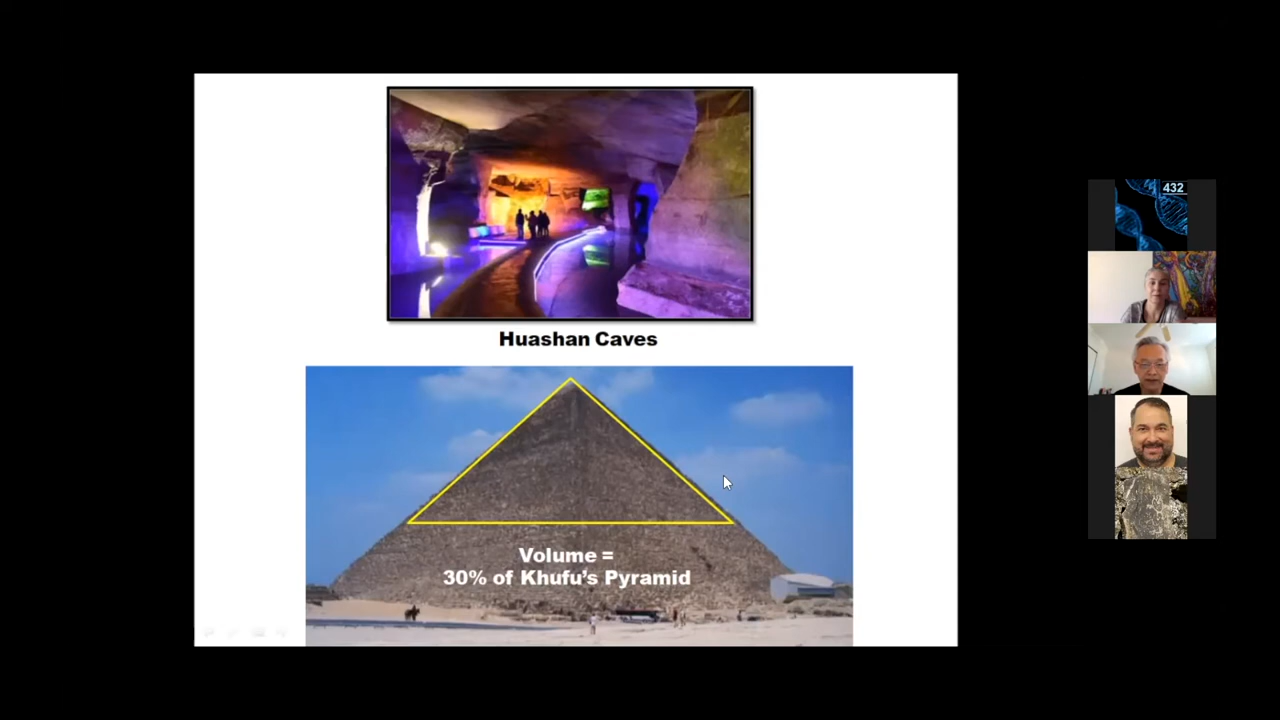 Huashan Caves
Volume =
30% of Khufu's Pyramid
432